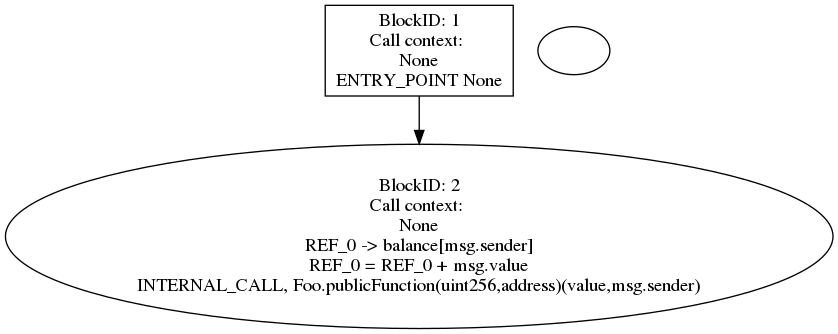 BlockID: 1
Call context:
None
ENTRY_POINT None
BlockID: 2
Call context:
None
REF_0 -> balance[msg.sender]
REF_0 = REF_0 + msg.value
INTERNAL_CALL, Foo.publicFunction(uint256,address)(value,msg.sender)